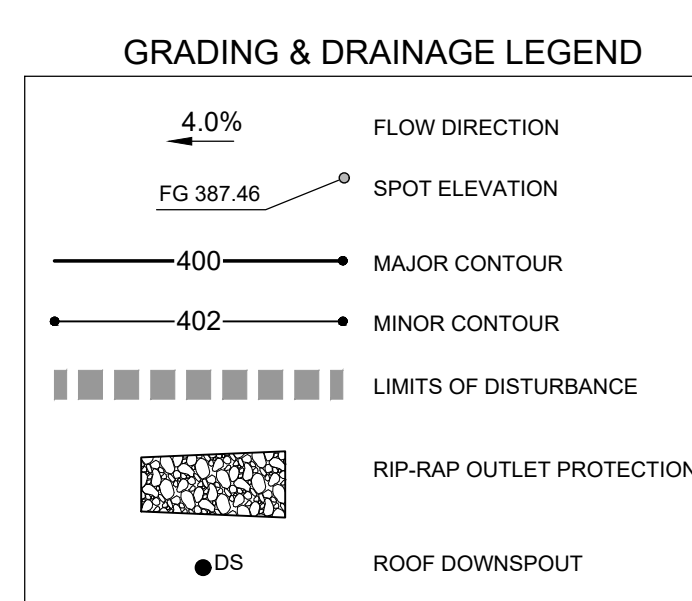 GRADING & DRAINAGE LEGEND
4.0% FLOW DIRECTION
FG 387.46 SPOT ELEVATION
400 MAJOR CONTOUR
402 MINOR CONTOUR
LIMITS OF DISTURBANCE
RIP-RAP OUTLET PROTECTION
DS ROOF DOWNSPOUT